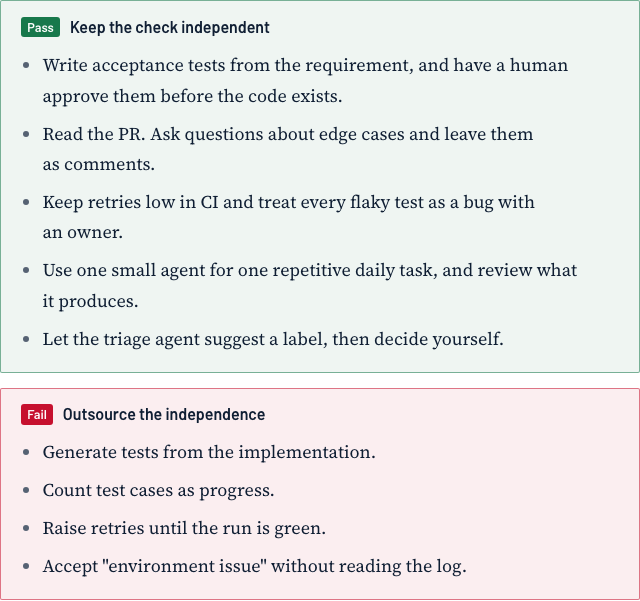 Pass Keep the check independent
Write acceptance tests from the requirement, and have a human
approve them before the code exists.
Read the PR. Ask questions about edge cases and leave them
as comments.
Keep retries low in CI and treat every flaky test as a bug with
an owner.
Use one small agent for one repetitive daily task, and review what
it produces.
Let the triage agent suggest a label, then decide yourself.
Fail Outsource the independence
Generate tests from the implementation.
Count test cases as progress.
Raise retries until the run is green.
Accept "environment issue" without reading the log.